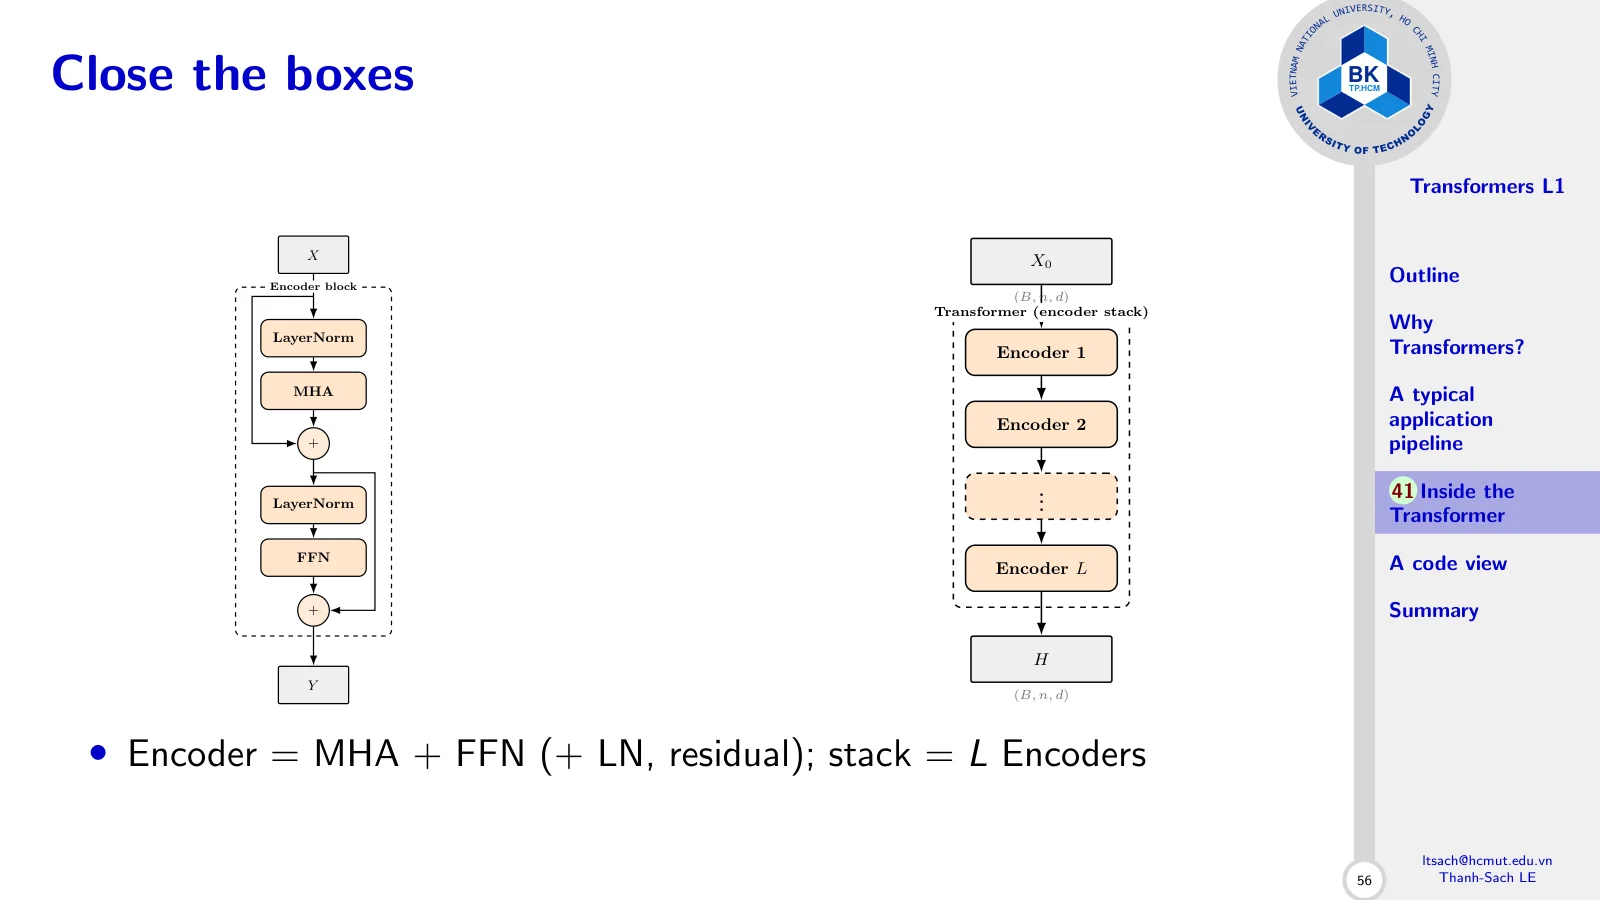 Close the boxes
X
Encoder block
LayerNorm
MHA
+
LayerNorm
FFN
+
Y
X₀
(B, n, d)
Transformer (encoder stack)
Encoder 1
Encoder 2
⋮
Encoder L
H
(B, n, d)
• Encoder = MHA + FFN (+ LN, residual); stack = L Encoders
VIETNAM NATIONAL UNIVERSITY, HO CHI MINH CITY
BK
TP.HCM
UNIVERSITY OF TECHNOLOGY
Transformers L1
Outline
Why
Transformers?
A typical
application
pipeline
41 Inside the
Transformer
A code view
Summary
ltsach@hcmut.edu.vn
Thanh-Sach LE
56